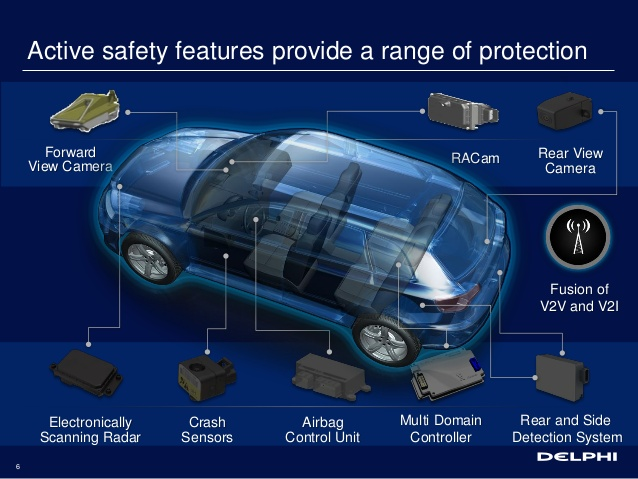 Active safety features provide a range of protection
Forward
View Camera
RACam
Rear View
Camera
Fusion of
V2V and V2I
Electronically
Scanning Radar
Crash
Sensors
Airbag
Control Unit
Multi Domain
Controller
Rear and Side
Detection System
DELPHI
6